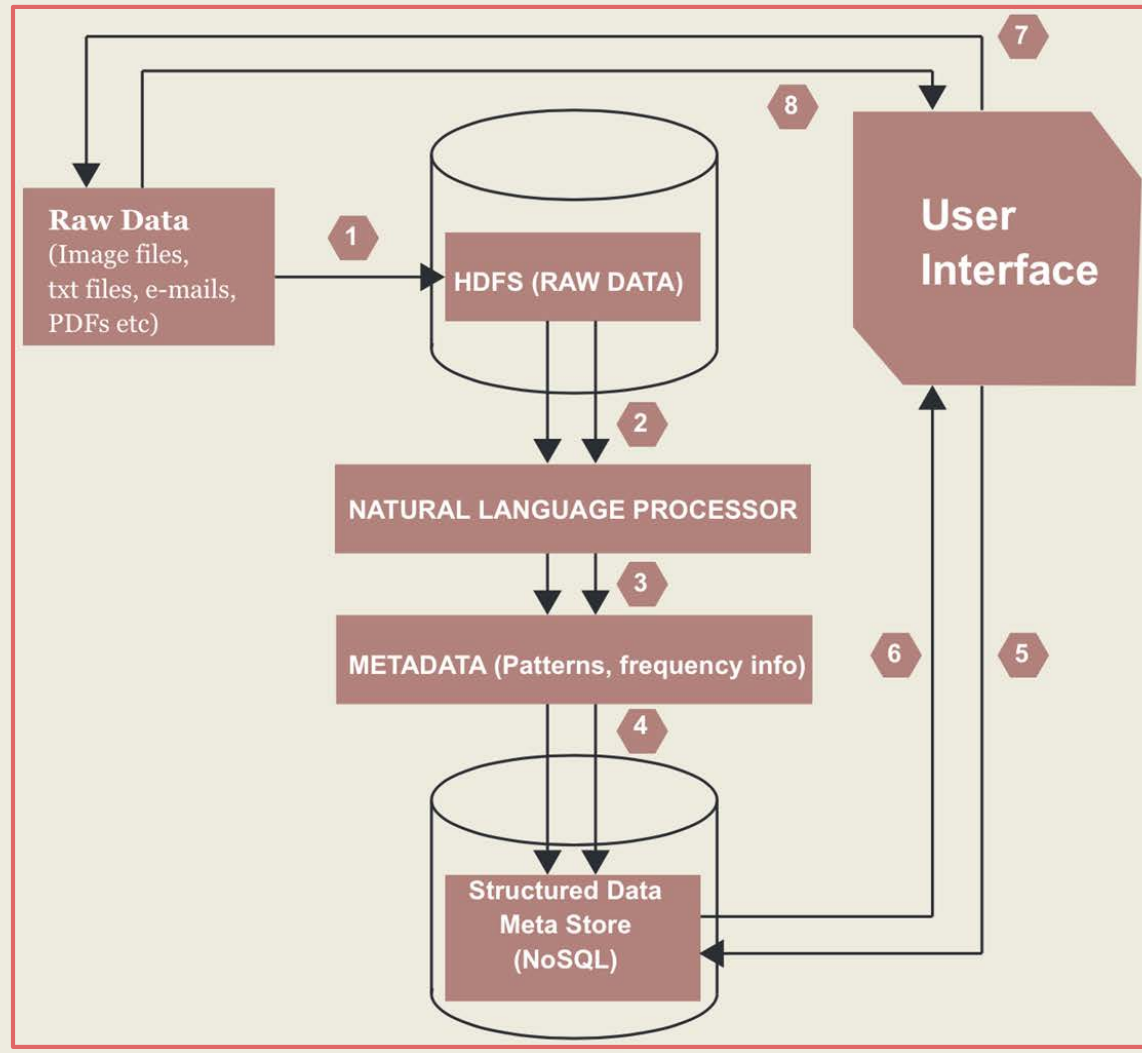 7
8
Raw Data
(Image files,
txt files, e-mails,
PDFs etc)
1
HDFS (RAW DATA)
User
Interface
2
NATURAL LANGUAGE PROCESSOR
3
METADATA (Patterns, frequency info)
6
5
4
Structured Data
Meta Store
(NoSQL)